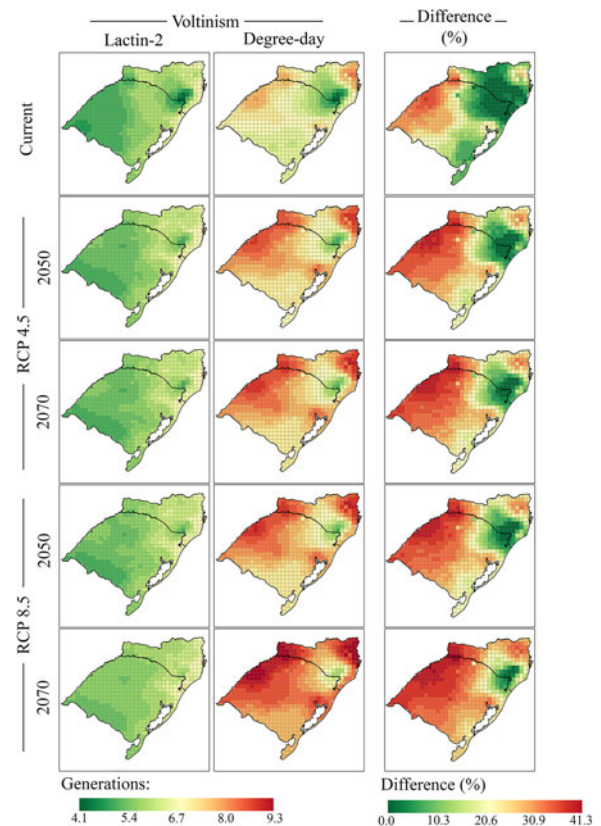 Voltinism
Difference
Lactin-2
Degree-day
(%)
Current
RCP 4.5
2050
2070
RCP 8.5
2050
2070
Generations:
4.1 5.4 6.7 8.0 9.3
Difference (%)
0.0 10.3 20.6 30.9 41.3